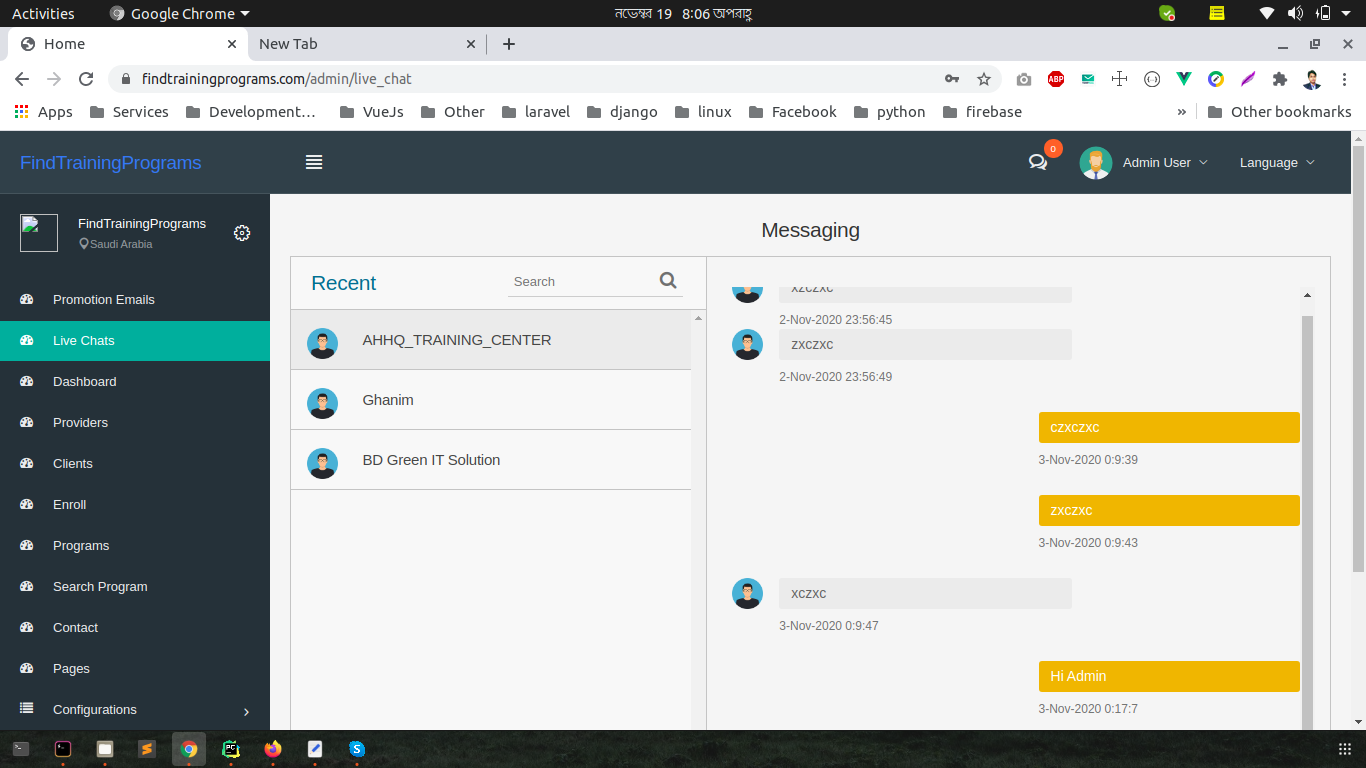 Activities Google Chrome নভেম্বর 19 8:06 অপরাহ্ণ
Home New Tab
findtrainingprograms.com/admin/live_chat ABP
Apps Services Development... VueJs Other laravel django linux Facebook python firebase » Other bookmarks
FindTrainingPrograms 0 Admin User Language
FindTrainingPrograms
Saudi Arabia
Promotion Emails
Live Chats
Dashboard
Providers
Clients
Enroll
Programs
Search Program
Contact
Pages
Configurations
Messaging
Recent Search
AHHQ_TRAINING_CENTER
Ghanim
BD Green IT Solution
xzczxc
2-Nov-2020 23:56:45
zxczxc
2-Nov-2020 23:56:49
czxczxc
3-Nov-2020 0:9:39
zxczxc
3-Nov-2020 0:9:43
xczxc
3-Nov-2020 0:9:47
Hi Admin
3-Nov-2020 0:17:7